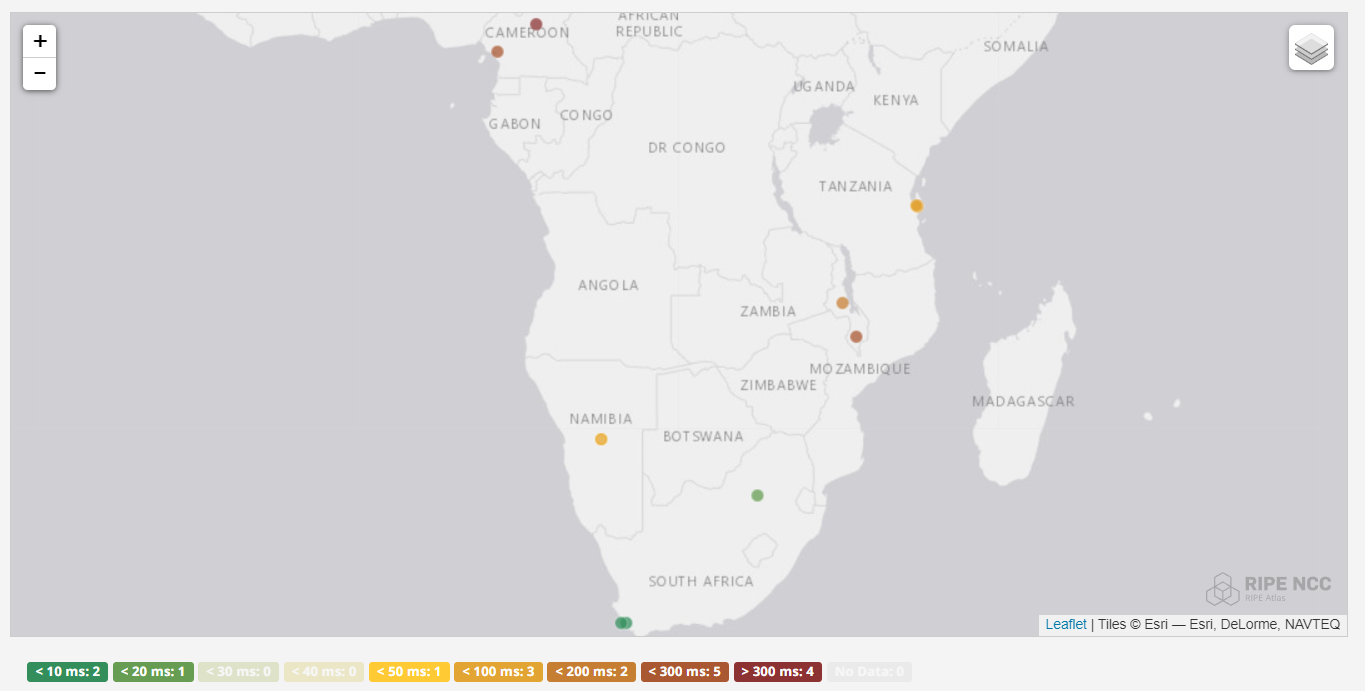 +
−
CAMEROON
AFRICAN
REPUBLIC
SOMALIA
UGANDA
KENYA
GABON
CONGO
DR CONGO
TANZANIA
ANGOLA
ZAMBIA
MOZAMBIQUE
ZIMBABWE
MADAGASCAR
NAMIBIA
BOTSWANA
SOUTH AFRICA
RIPE NCC
RIPE Atlas
Leaflet | Tiles © Esri — Esri, DeLorme, NAVTEQ
< 10 ms: 2 < 20 ms: 1 < 30 ms: 0 < 40 ms: 0 < 50 ms: 1 < 100 ms: 3 < 200 ms: 2 < 300 ms: 5 > 300 ms: 4 No Data: 0